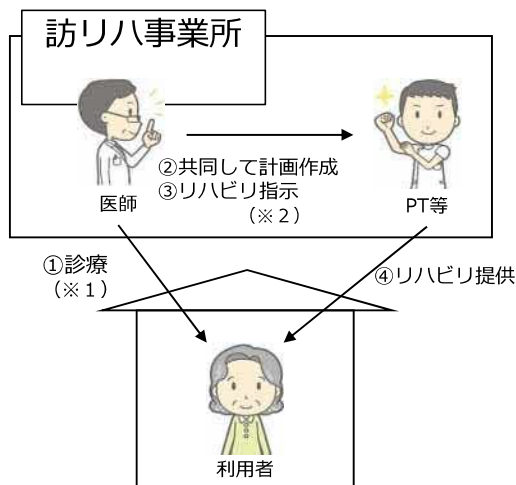 訪リハ事業所
②共同して計画作成
③リハビリ指示
（※２）
医師
PT等
①診療
（※１）
④リハビリ提供
利用者